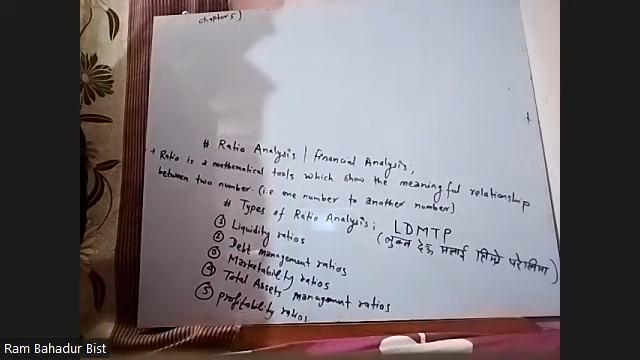 chapter 5)
# Ratio Analysis | Financial Analysis;
+ Ratio is a mathematical tools which show the meaningful relationship
between two number. (i.e one number to another number)
# Types of Ratio Analysis; LDMTP
① Liquidity ratios
② Debt management ratios
③ Marketability ratios
④ Total Assets management ratios
⑤ profitability ratios.
देऊ मलाई तिम्रो
Ram Bahadur Bist